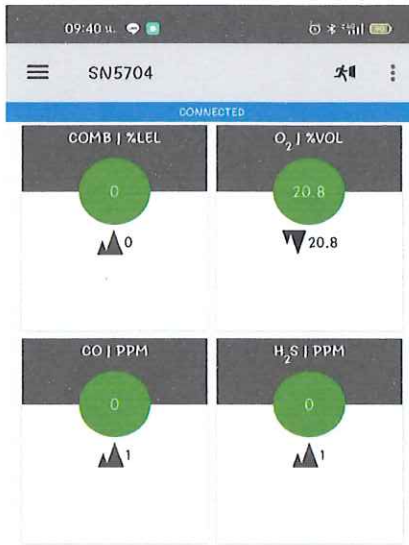 09:40 น.
SN5704
CONNECTED
COMB | %LEL
O₂ | %VOL
0
20.8
0
20.8
CO | PPM
H₂S | PPM
0
0
1
1